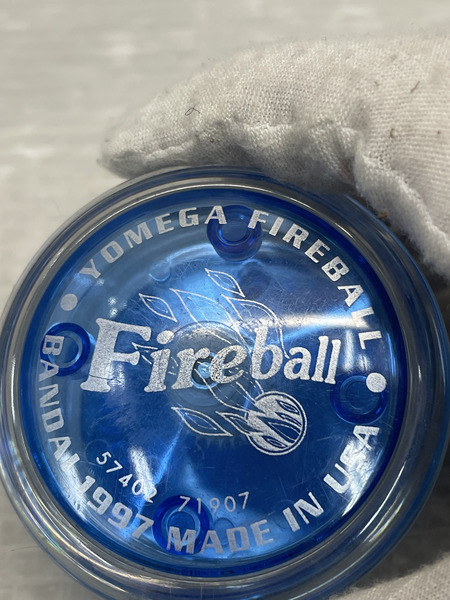 YOMEGA FIREBALL
Fireball
57402 71907
BANDAI 1997 MADE IN USA